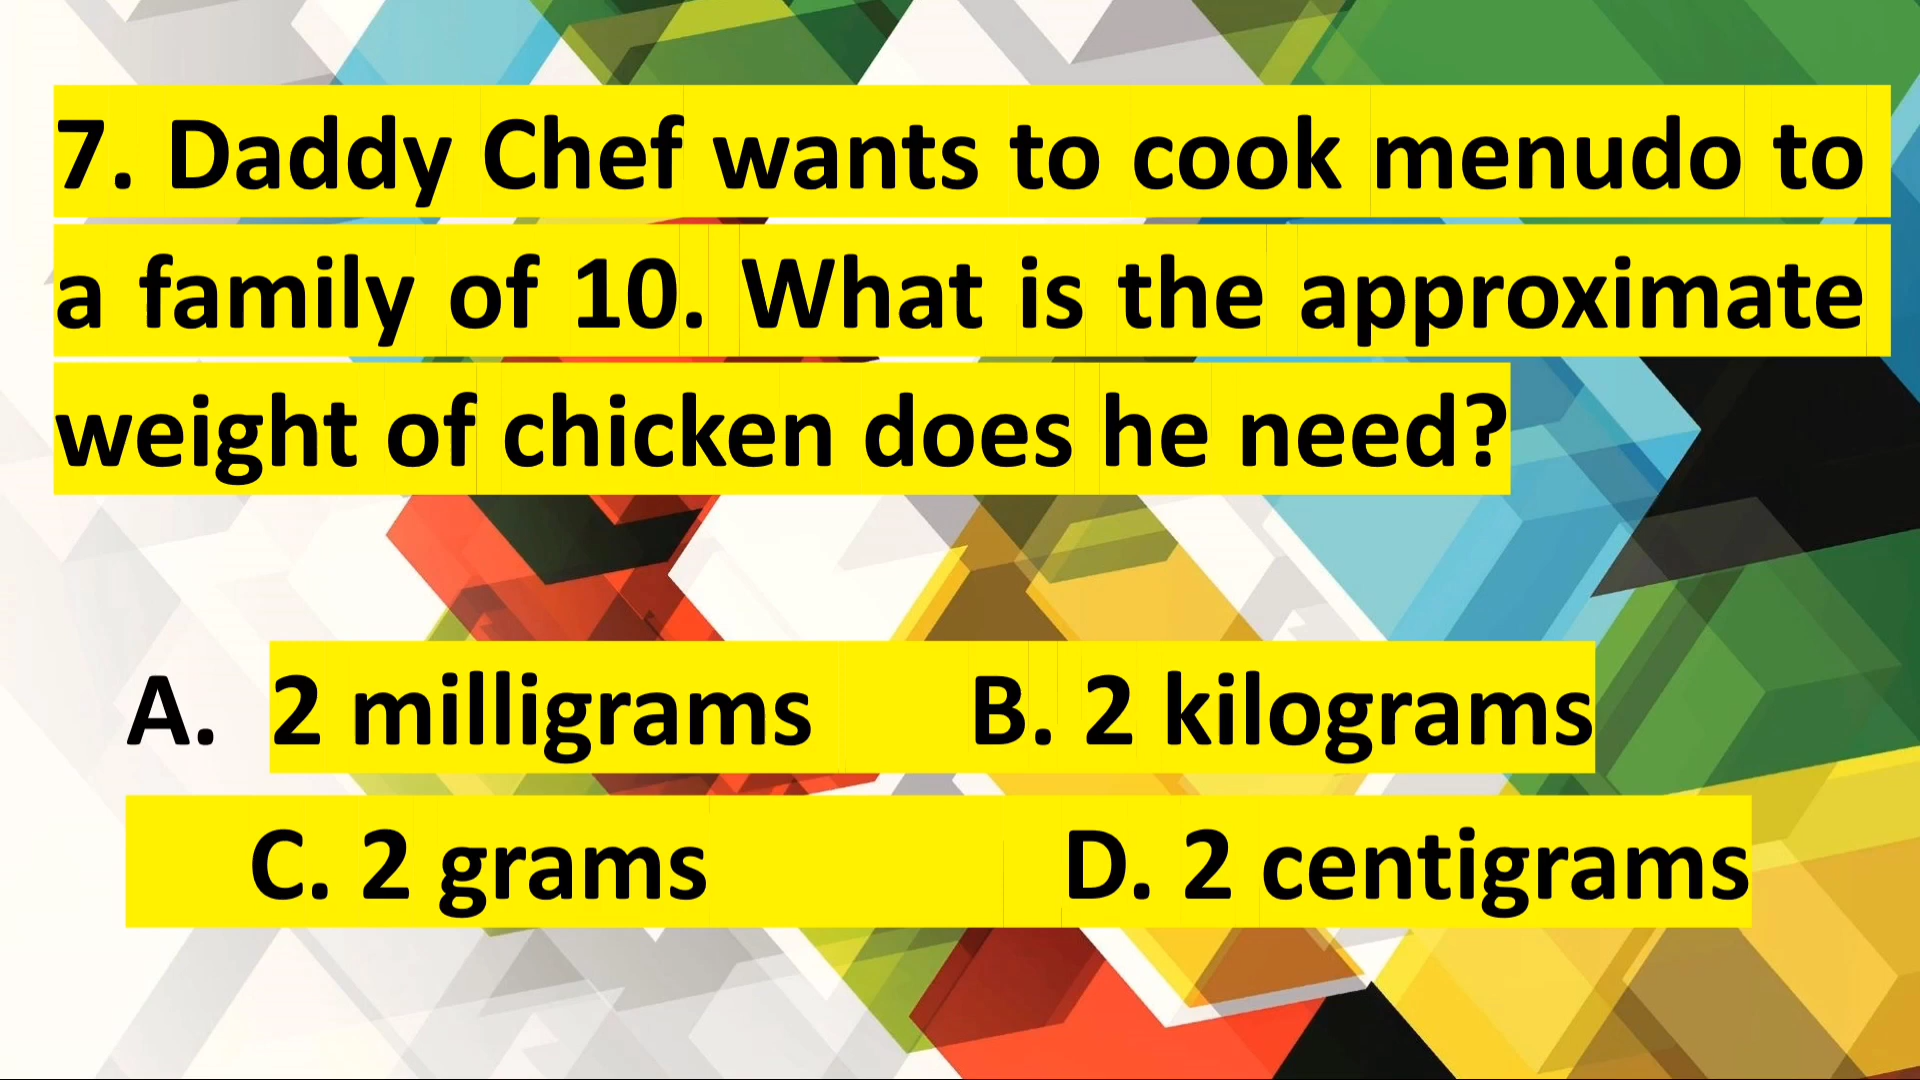 7. Daddy Chef wants to cook menudo to
a family of 10. What is the approximate
weight of chicken does he need?
A. 2 milligrams B. 2 kilograms
C. 2 grams D. 2 centigrams